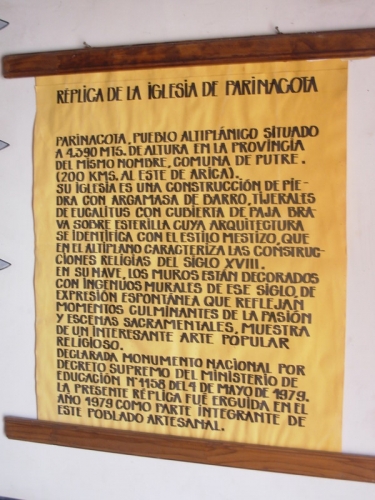 RÉPLICA DE LA IGLESIA DE PARINACOTA
PARINACOTA, PUEBLO ALTIPLÁNICO SITUADO
A 4.390 MTS. DE ALTURA EN LA PROVINCIA
DEL MISMO NOMBRE, COMUNA DE PUTRE.
(200 KMS. AL ESTE DE ARICA).
SU IGLESIA ES UNA CONSTRUCCIÓN DE PIE-
DRA CON ARGAMASA DE BARRO, TIJERALES
DE EUCALITUS CON CUBIERTA DE PAJA BRA-
VA SOBRE ESTERILLA CUYA ARQUITECTURA
SE IDENTIFICA CON EL ESTILO MESTIZO, QUE
EN EL ALTIPLANO CARACTERIZA LAS CONSTRUC-
CIONES RELIGIAS DEL SIGLO XVIII.
EN SU NAVE, LOS MUROS ESTÁN DECORADOS
CON INGENÚOS MURALES DE ESE SIGLO, DE
EXPRESIÓN ESPONTÁNEA QUE REFLEJAN
MOMENTOS CULMINANTES DE LA PASIÓN
Y ESCENAS SACRAMENTALES, MUESTRA
DE UN INTERESANTE ARTE POPULAR
RELIGIOSO.
DECLARADA MONUMENTO NACIONAL POR
DECRETO SUPREMO DEL MINISTERIO DE
EDUCACIÓN N°1158 DEL 4 DE MAYO DE 1979.
LA PRESENTE RÉPLICA FUÉ ERGUIDA EN EL
AÑO 1979 COMO PARTE INTEGRANTE DE
ESTE POBLADO ARTESANAL.